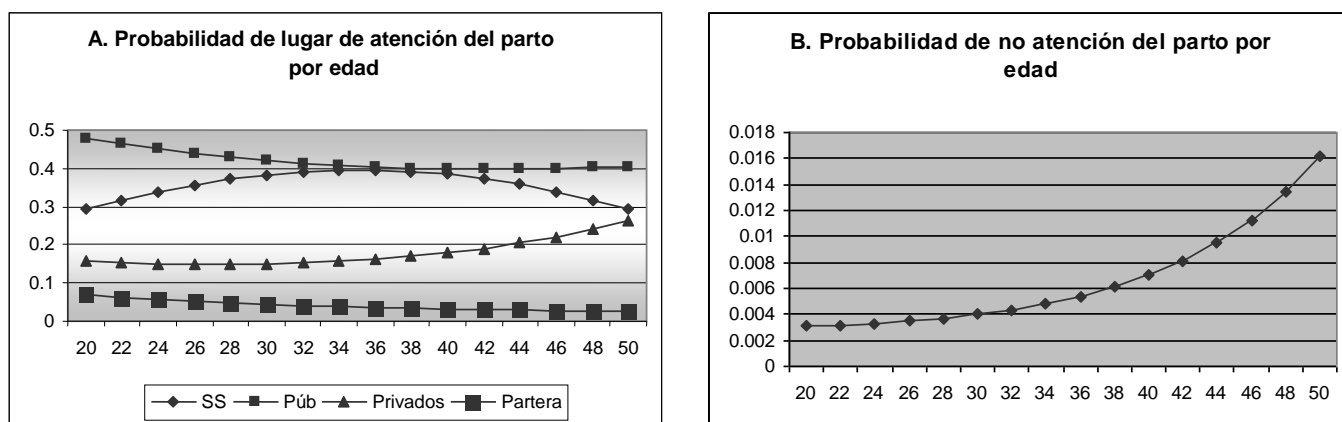 A. Probabilidad de lugar de atención del parto
por edad
0.5
0.4
0.3
0.2
0.1
0
20 22 24 26 28 30 32 34 36 38 40 42 44 46 48 50
SS Púb Privados Partera
B. Probabilidad de no atención del parto por
edad
0.018
0.016
0.014
0.012
0.010
0.008
0.006
0.004
0.002
0
20 22 24 26 28 30 32 34 36 38 40 42 44 46 48 50